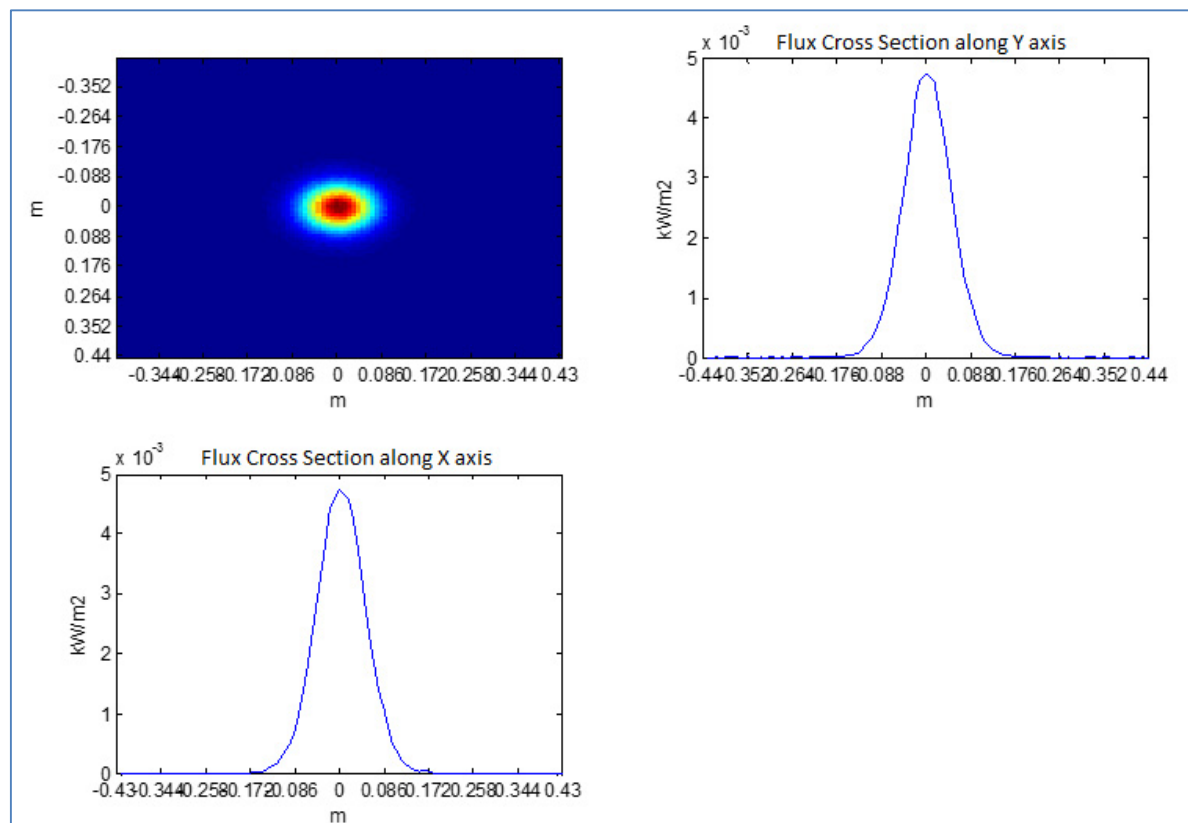 -0.352
-0.264
-0.176
-0.088
0
0.088
0.176
0.264
0.352
0.44
m
-0.344 -0.258 -0.172 -0.086 0 0.086 0.172 0.258 0.344 0.43
m
x 10-3 Flux Cross Section along Y axis
5
4
3
2
1
0
kW/m2
-0.44 -0.352 -0.264 -0.176 -0.088 0 0.088 0.176 0.264 0.352 0.44
m
x 10-3 Flux Cross Section along X axis
5
4
3
2
1
0
kW/m2
-0.43 -0.344 -0.258 -0.172 -0.086 0 0.086 0.172 0.258 0.344 0.43
m